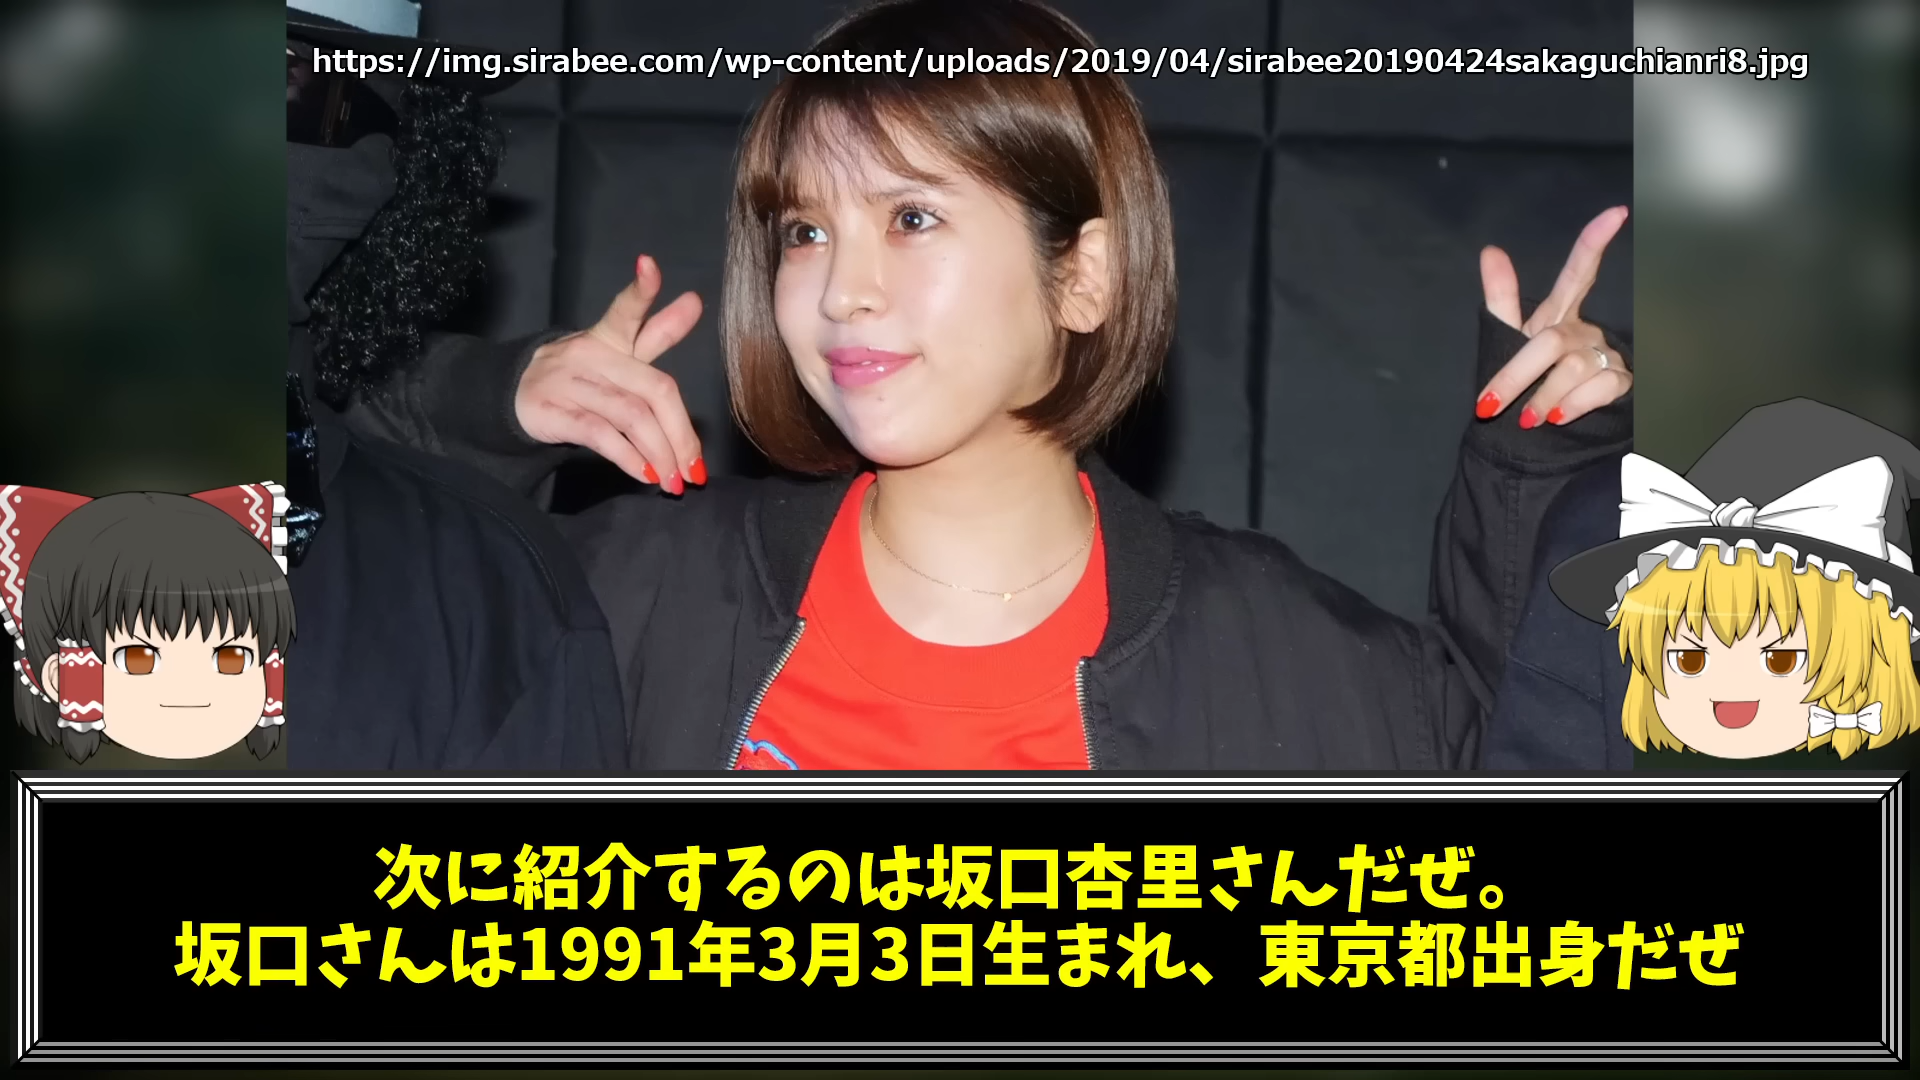 https://img.sirabee.com/wp-content/uploads/2019/04/sirabee20190424sakaguchianri8.jpg
次に紹介するのは坂口杏里さんだぜ。
坂口さんは1991年3月3日生まれ、東京都出身だぜ